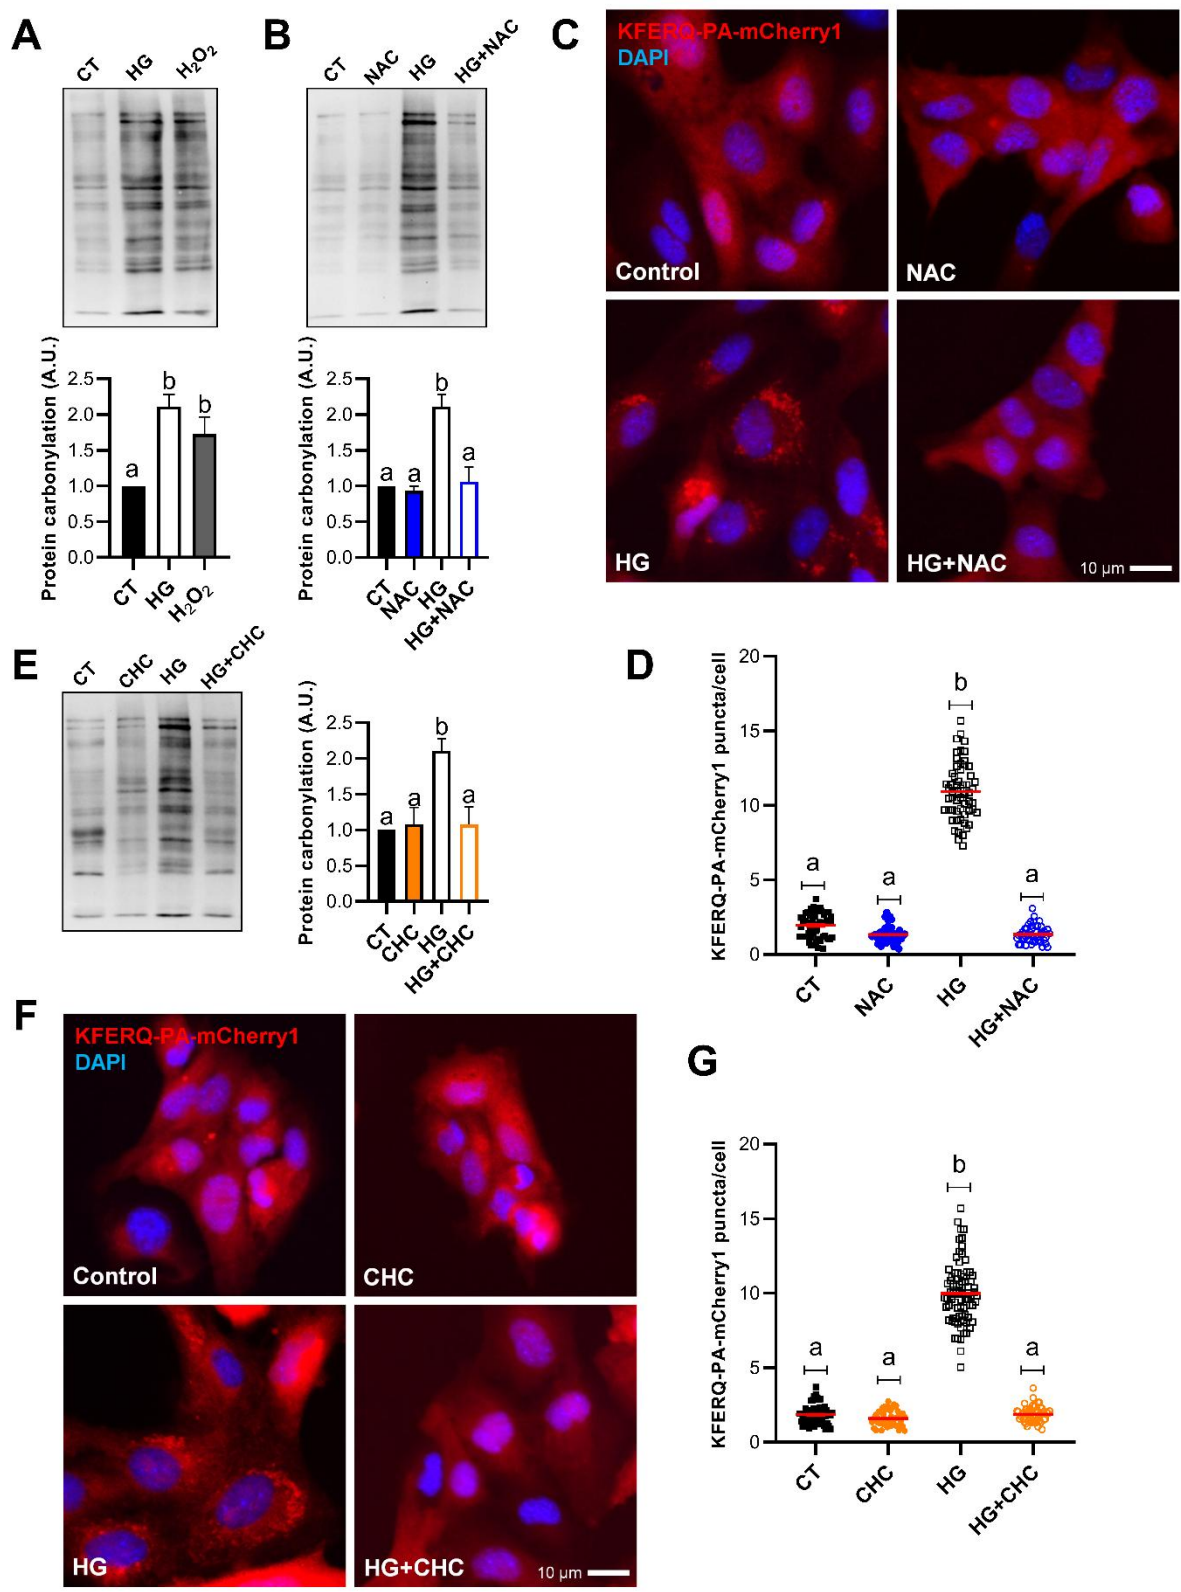 A
CT
HG
H₂O₂
Protein carbonylation (A.U.)
2.5
2.0
1.5
1.0
0.5
0.0
a
b
b
CT
HG
H₂O₂
B
CT
NAC
HG
HG+NAC
Protein carbonylation (A.U.)
2.5
2.0
1.5
1.0
0.5
0.0
a
a
b
a
CT
NAC
HG
HG+NAC
C
KFERQ-PA-mCherry1
DAPI
Control
NAC
HG
HG+NAC
10 µm
E
CT
CHC
HG
HG+CHC
Protein carbonylation (A.U.)
2.5
2.0
1.5
1.0
0.5
0.0
a
a
b
a
CT
CHC
HG
HG+CHC
D
KFERQ-PA-mCherry1 puncta/cell
20
15
10
5
0
a
a
b
a
CT
NAC
HG
HG+NAC
F
KFERQ-PA-mCherry1
DAPI
Control
CHC
HG
HG+CHC
10 µm
G
KFERQ-PA-mCherry1 puncta/cell
20
15
10
5
0
a
a
b
a
CT
CHC
HG
HG+CHC